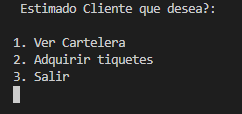 Estimado Cliente que desea?:
1. Ver Cartelera
2. Adquirir tiquetes
3. Salir